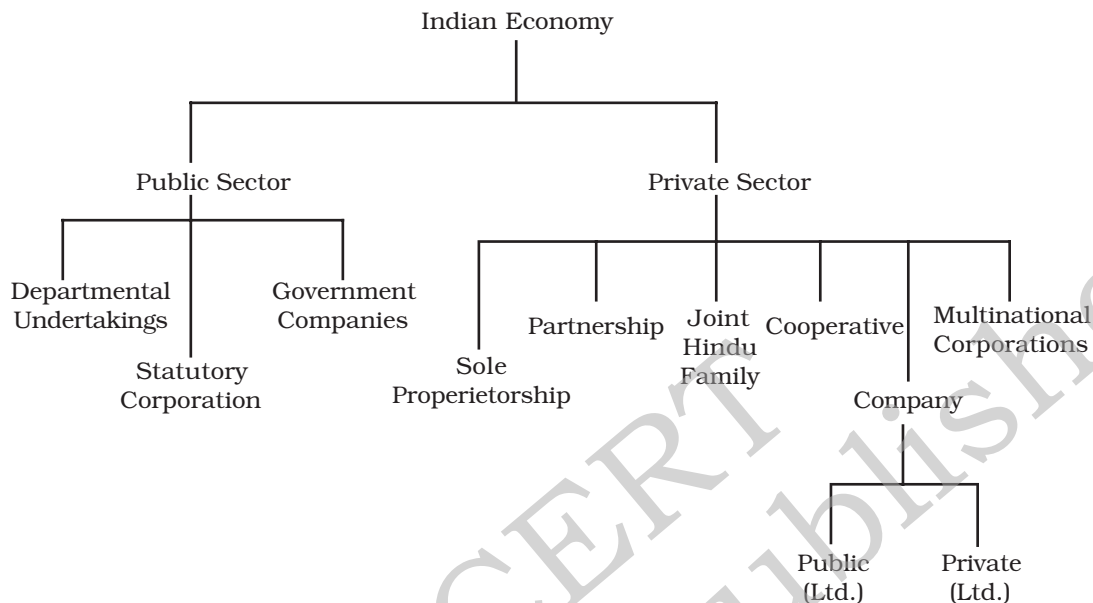 Indian Economy
Public Sector
Private Sector
Departmental
Undertakings
Statutory
Corporation
Government
Companies
Sole
Properietorship
Partnership
Joint
Hindu
Family
Cooperative
Company
Multinational
Corporations
Public
(Ltd.)
Private
(Ltd.)